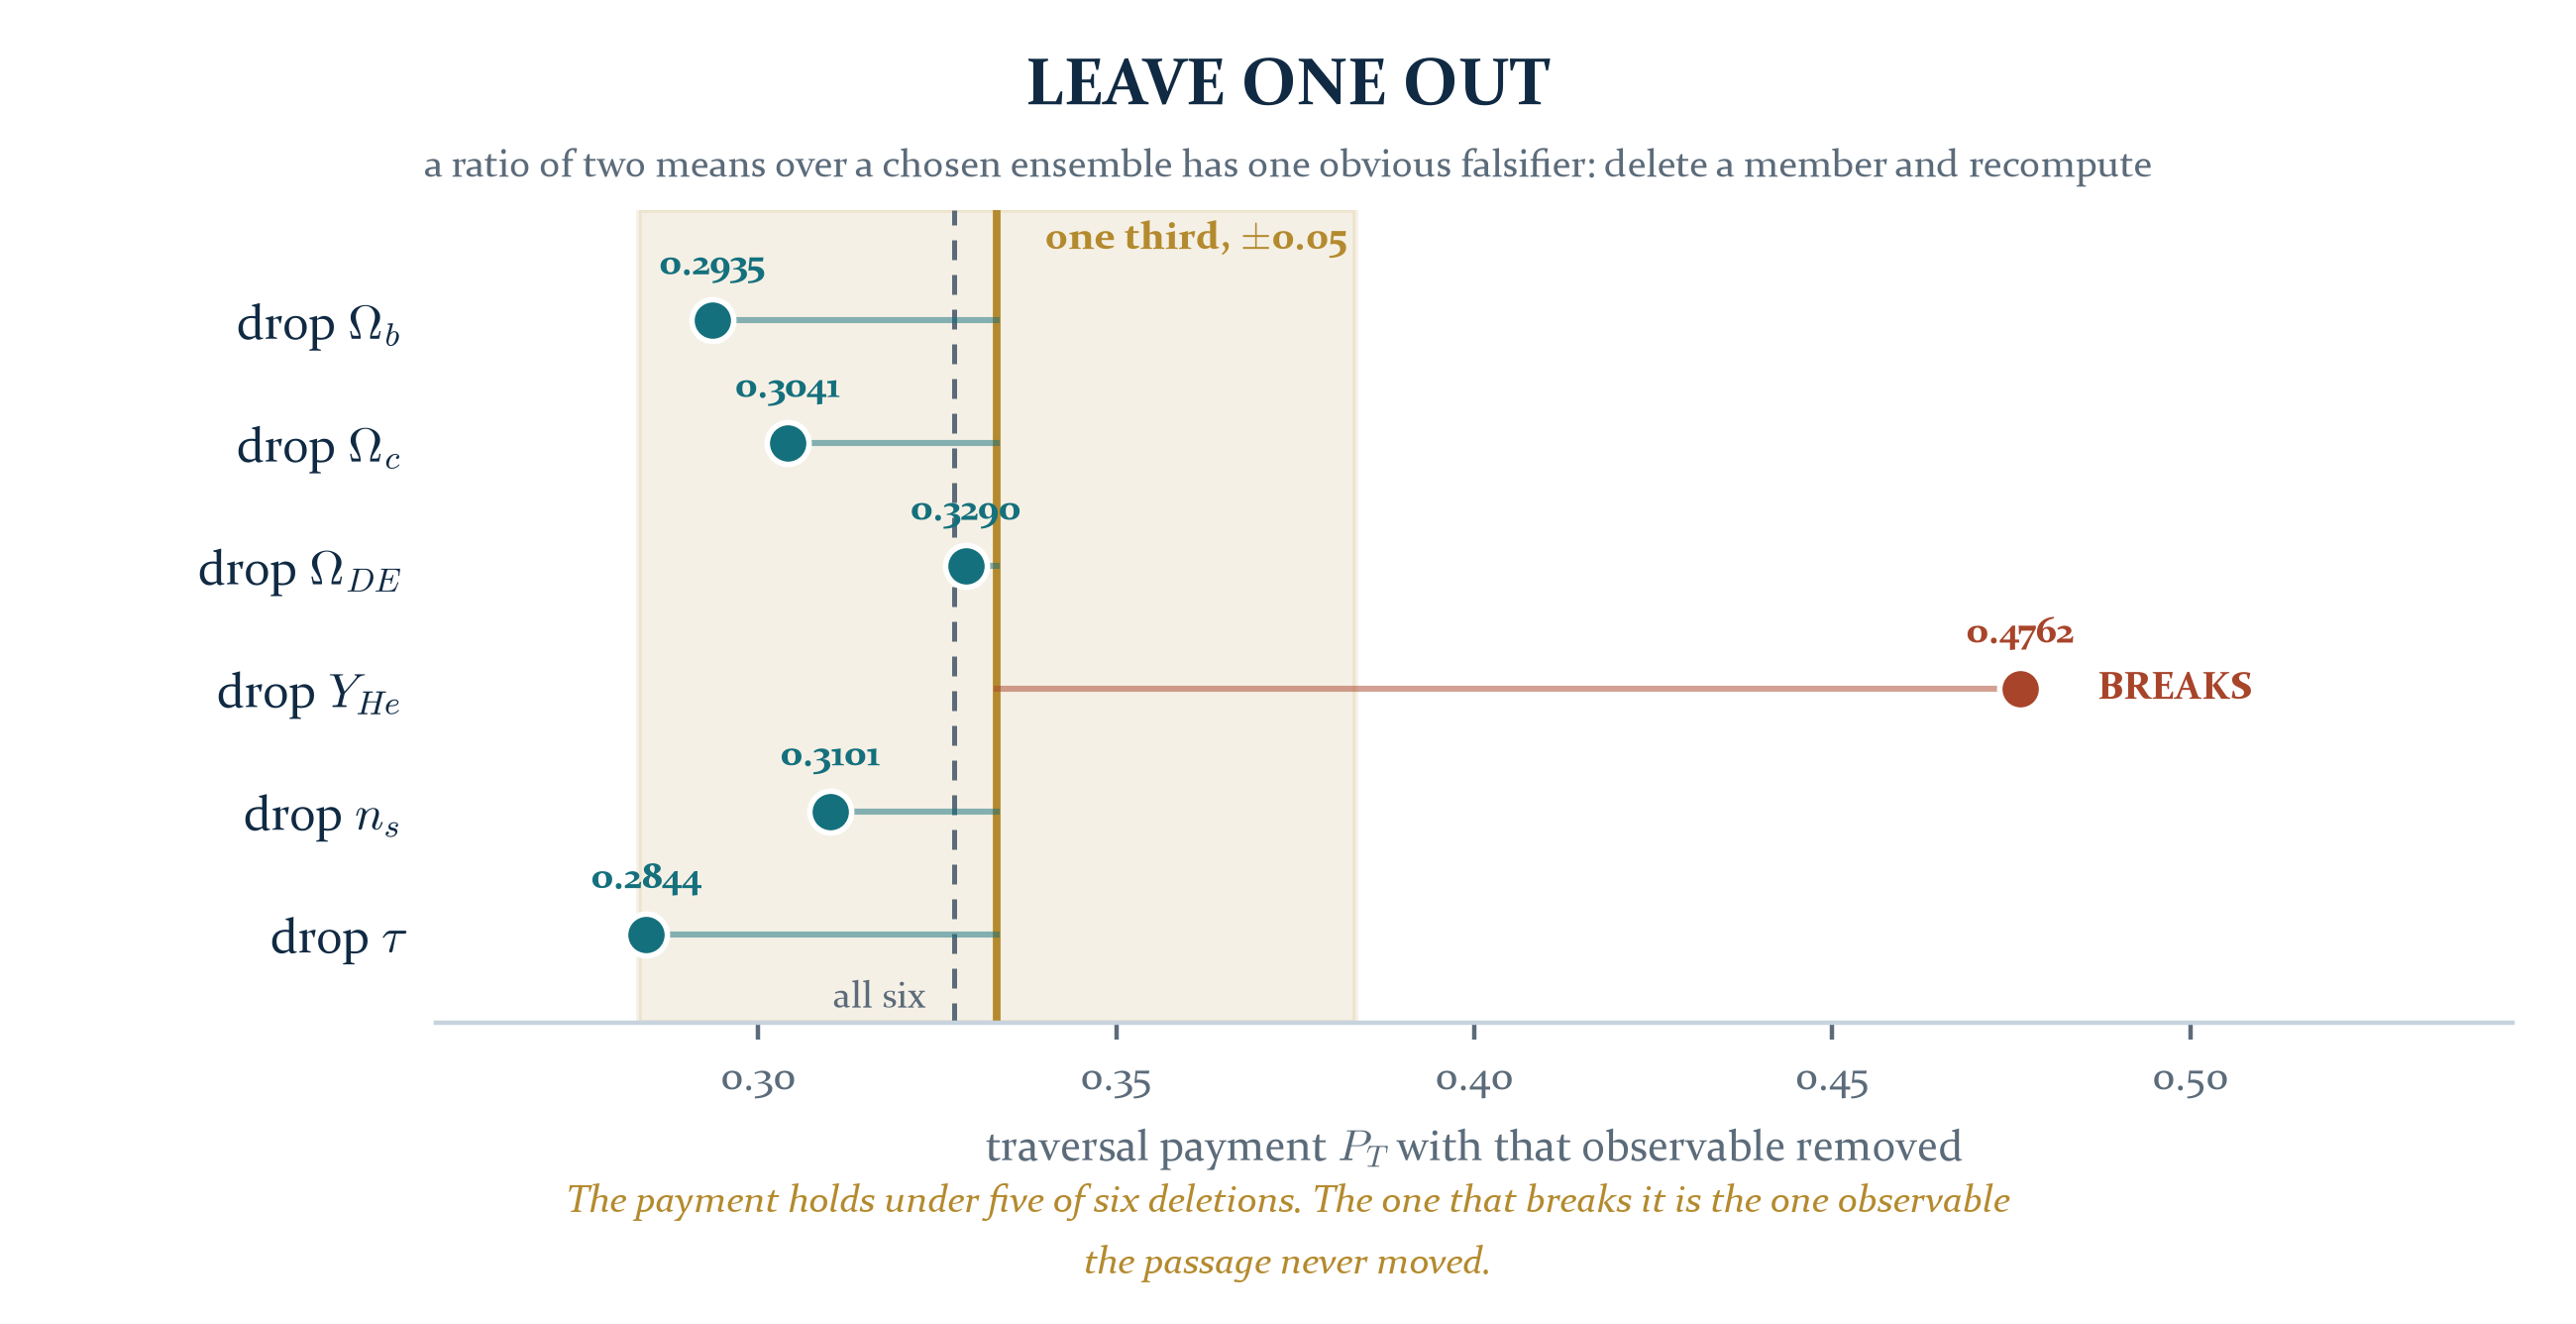 LEAVE ONE OUT
a ratio of two means over a chosen ensemble has one obvious falsifier: delete a member and recompute
one third, ±0.05
0.2935
drop Ω_b
0.3041
drop Ω_c
0.3290
drop Ω_DE
0.4762
drop Y_He
BREAKS
0.3101
drop n_s
0.2844
drop τ
all six
0.30 0.35 0.40 0.45 0.50
traversal payment P_T with that observable removed
The payment holds under five of six deletions. The one that breaks it is the one observable
the passage never moved.